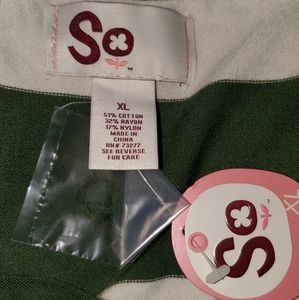 So
™
XL
51% COTTON
32% RAYON
17% NYLON
MADE IN
CHINA
RN# 73277
SEE REVERSE
FOR CARE
XL
So